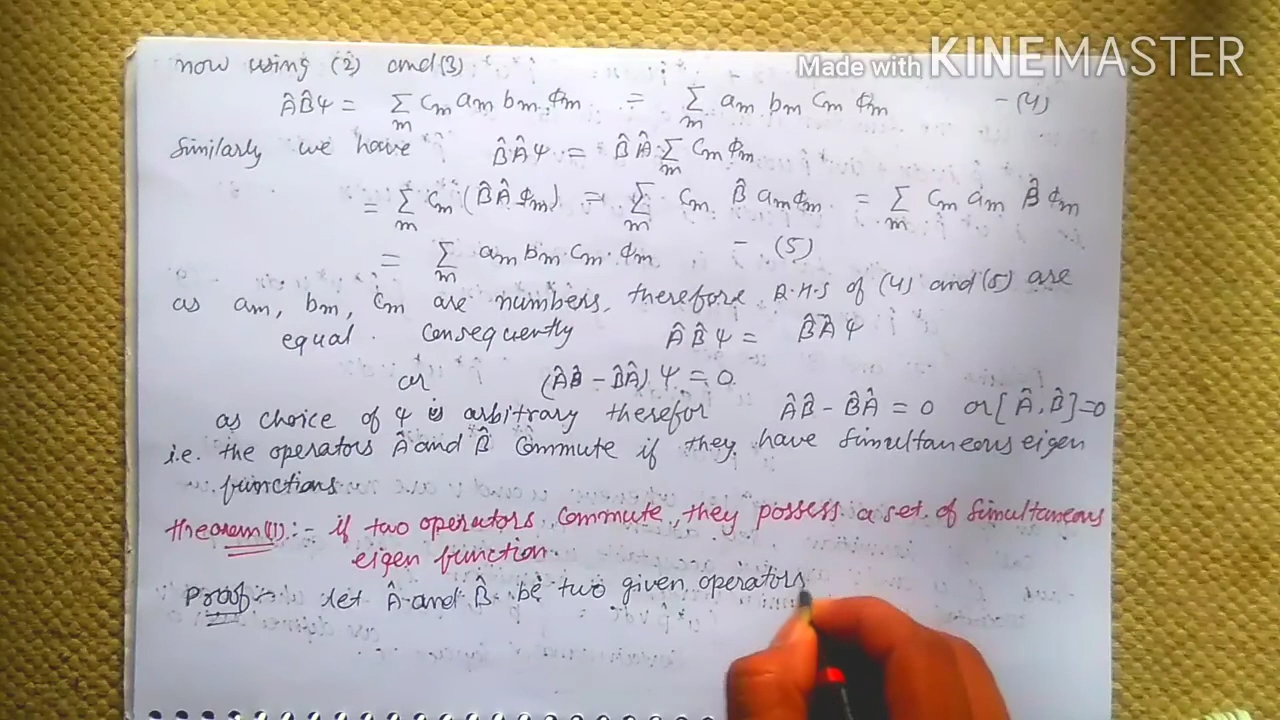 Made with KINEMASTER
now using (2) and (3)
ÂB̂Ψ = Σ_m c_m a_m b_m Φ_m = Σ_m a_m b_m c_m Φ_m - (4)
Similarly we have B̂ÂΨ = B̂Â Σ_m c_m Φ_m
= Σ_m c_m (B̂ÂΦ_m) = Σ_m c_m B̂ a_m Φ_m = Σ_m c_m a_m B̂ Φ_m
= Σ_m a_m b_m c_m Φ_m - (5)
as a_m, b_m, c_m are numbers, therefore R.H.S of (4) and (5) are
equal. Consequently ÂB̂Ψ = B̂ÂΨ
or (ÂB̂ - B̂Â) Ψ = 0
as choice of Ψ is arbitrary therefor ÂB̂ - B̂Â = 0 or [Â, B̂] = 0
i.e. the operators Â and B̂ Commute if they have Simultaneous eigen
functions.
theorem (1):- if two operators commute, they possess a set of Simultaneous
eigen function.
Proof:- let Â and B̂ be two given operators